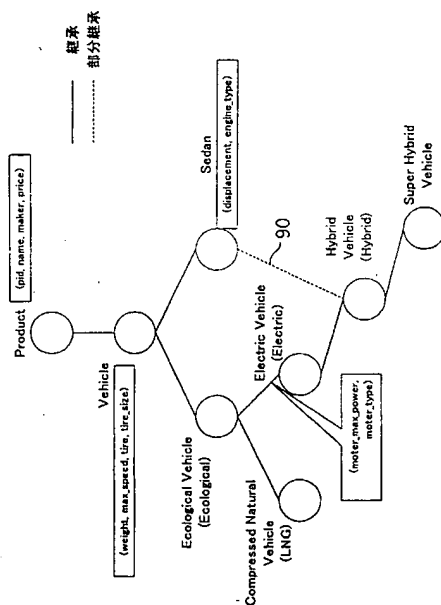 継承
部分継承
Product
(pid, name, maker, price)
Vehicle
(weight, max_speed, tire, tire_size)
Sedan
(displacement, engine_type)
90
Ecological Vehicle
(Ecological)
Electric Vehicle
(Electric)
Compressed Natural
Vehicle
(LNG)
(moter_max_power,
moter_type)
Hybrid
Vehicle
(Hybrid)
Super Hybrid
Vehicle